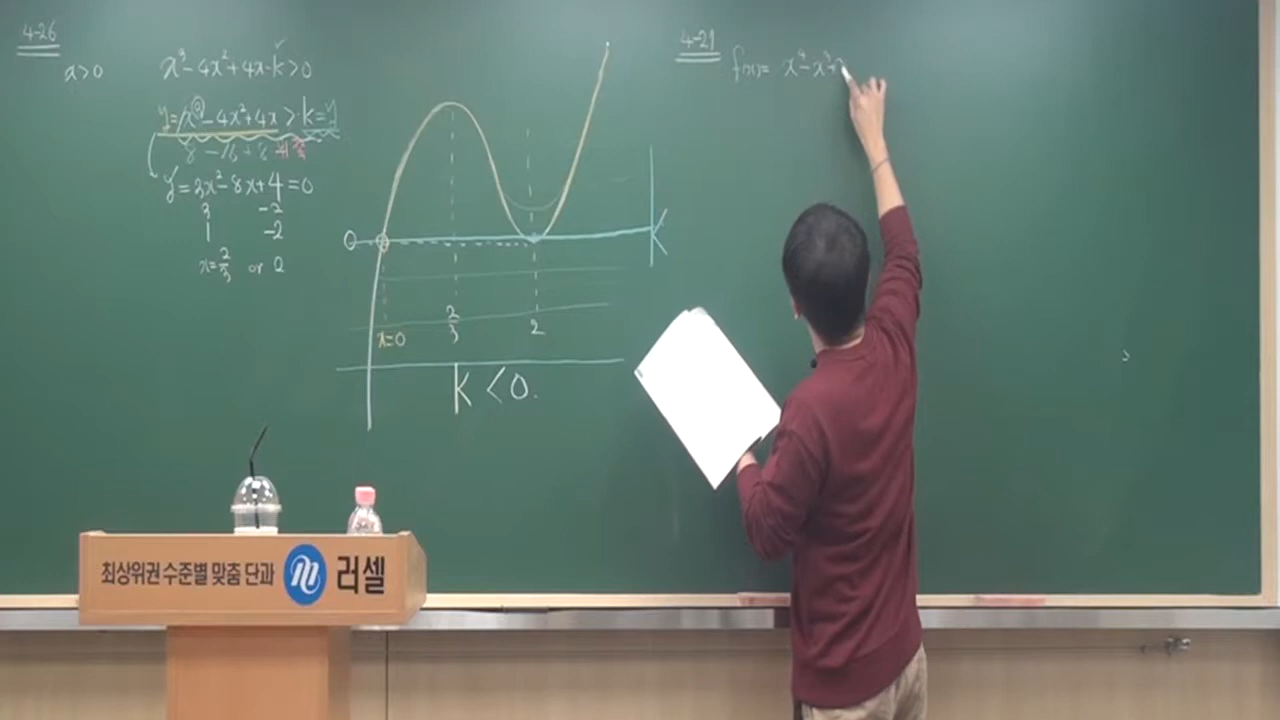 4-26
x>0
x³-4x²+4x-k>0
y=x³-4x²+4x>k=y
y'=3x²-8x+4=0
3 -2
1 -2
x=2/3 or 2
x=0
2/3
2
K
K<0.
4-29
f(x)= x⁴-x³+
최상위권 수준별 맞춤 단과
러셀